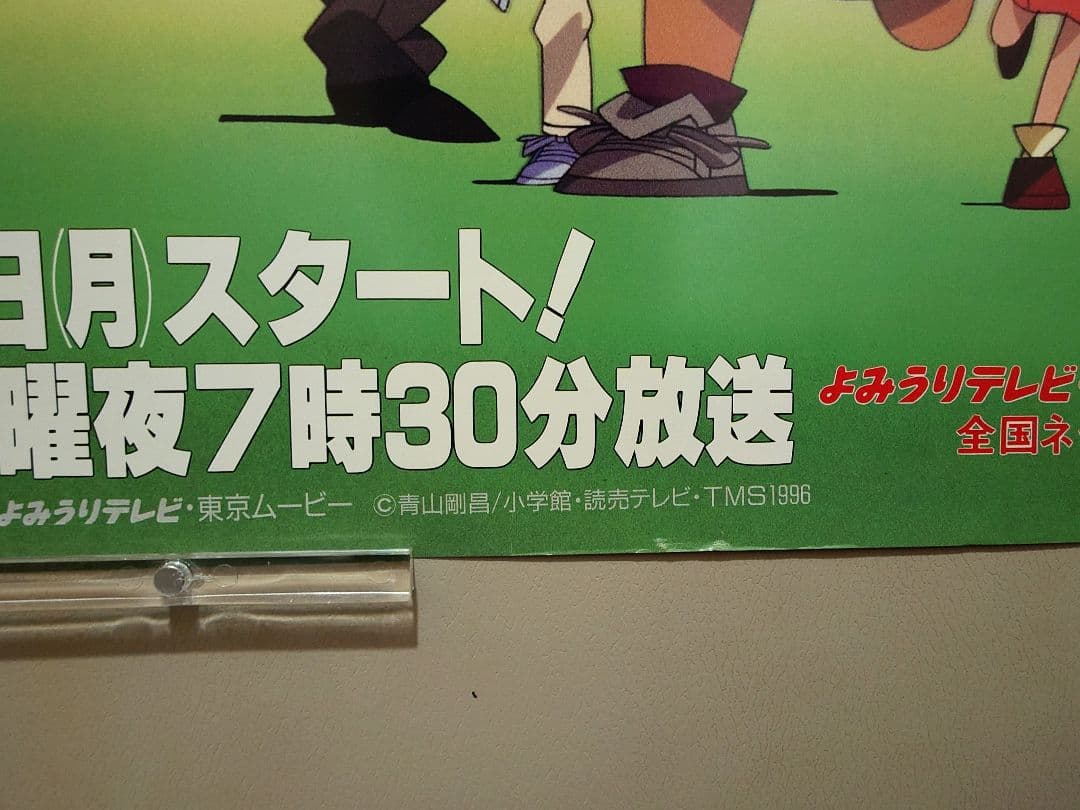 日(月)スタート!
曜夜7時30分放送
よみうりテレビ
全国ネ
よみうりテレビ・東京ムービー ©青山剛昌/小学館・読売テレビ・TMS1996